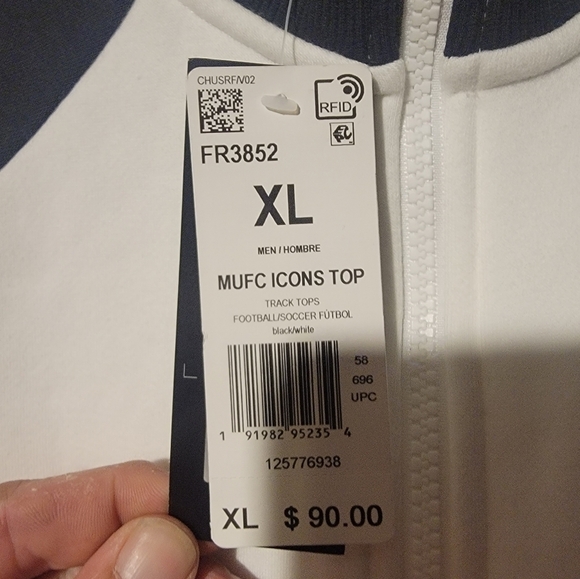 CHUSRF/V02
RFID
FR3852
XL
MEN / HOMBRE
MUFC ICONS TOP
TRACK TOPS
FOOTBALL/SOCCER FÚTBOL
black/white
58
696
UPC
1 91982 95235 4
125776938
XL $ 90.00